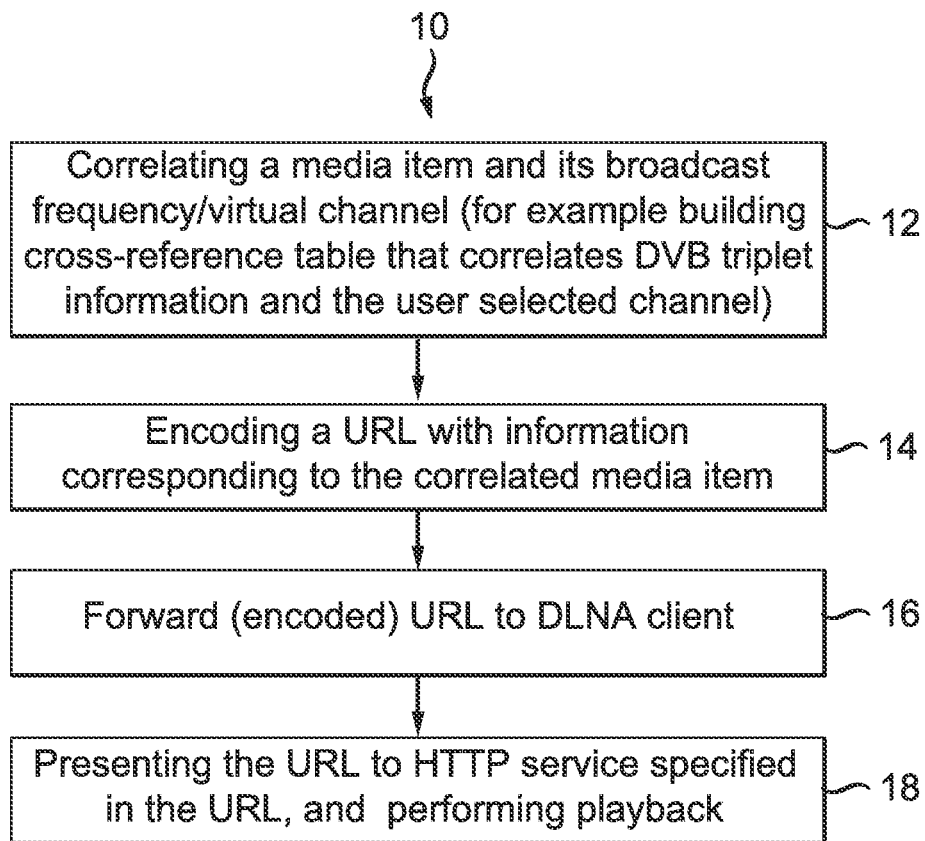 10
Correlating a media item and its broadcast
frequency/virtual channel (for example building
cross-reference table that correlates DVB triplet
information and the user selected channel)
12
Encoding a URL with information
corresponding to the correlated media item
14
Forward (encoded) URL to DLNA client
16
Presenting the URL to HTTP service specified
in the URL, and performing playback
18